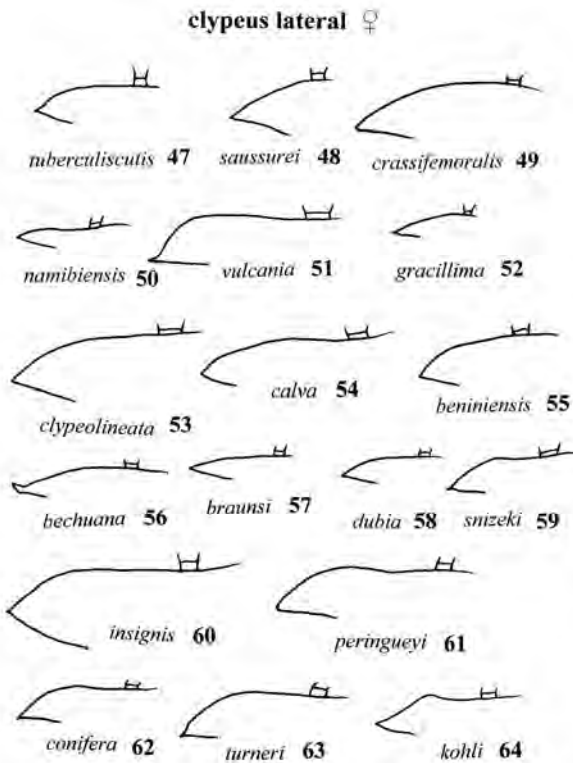 clypeus lateral ♀
tuberculiscutis 47 saussurei 48 crassifemoralis 49
namibiensis 50 vulcania 51 gracillima 52
clypeolineata 53 calva 54 beniniensis 55
bechuana 56 braunsi 57 dubia 58 snizeki 59
insignis 60 peringueyi 61
conifera 62 turneri 63 kohli 64